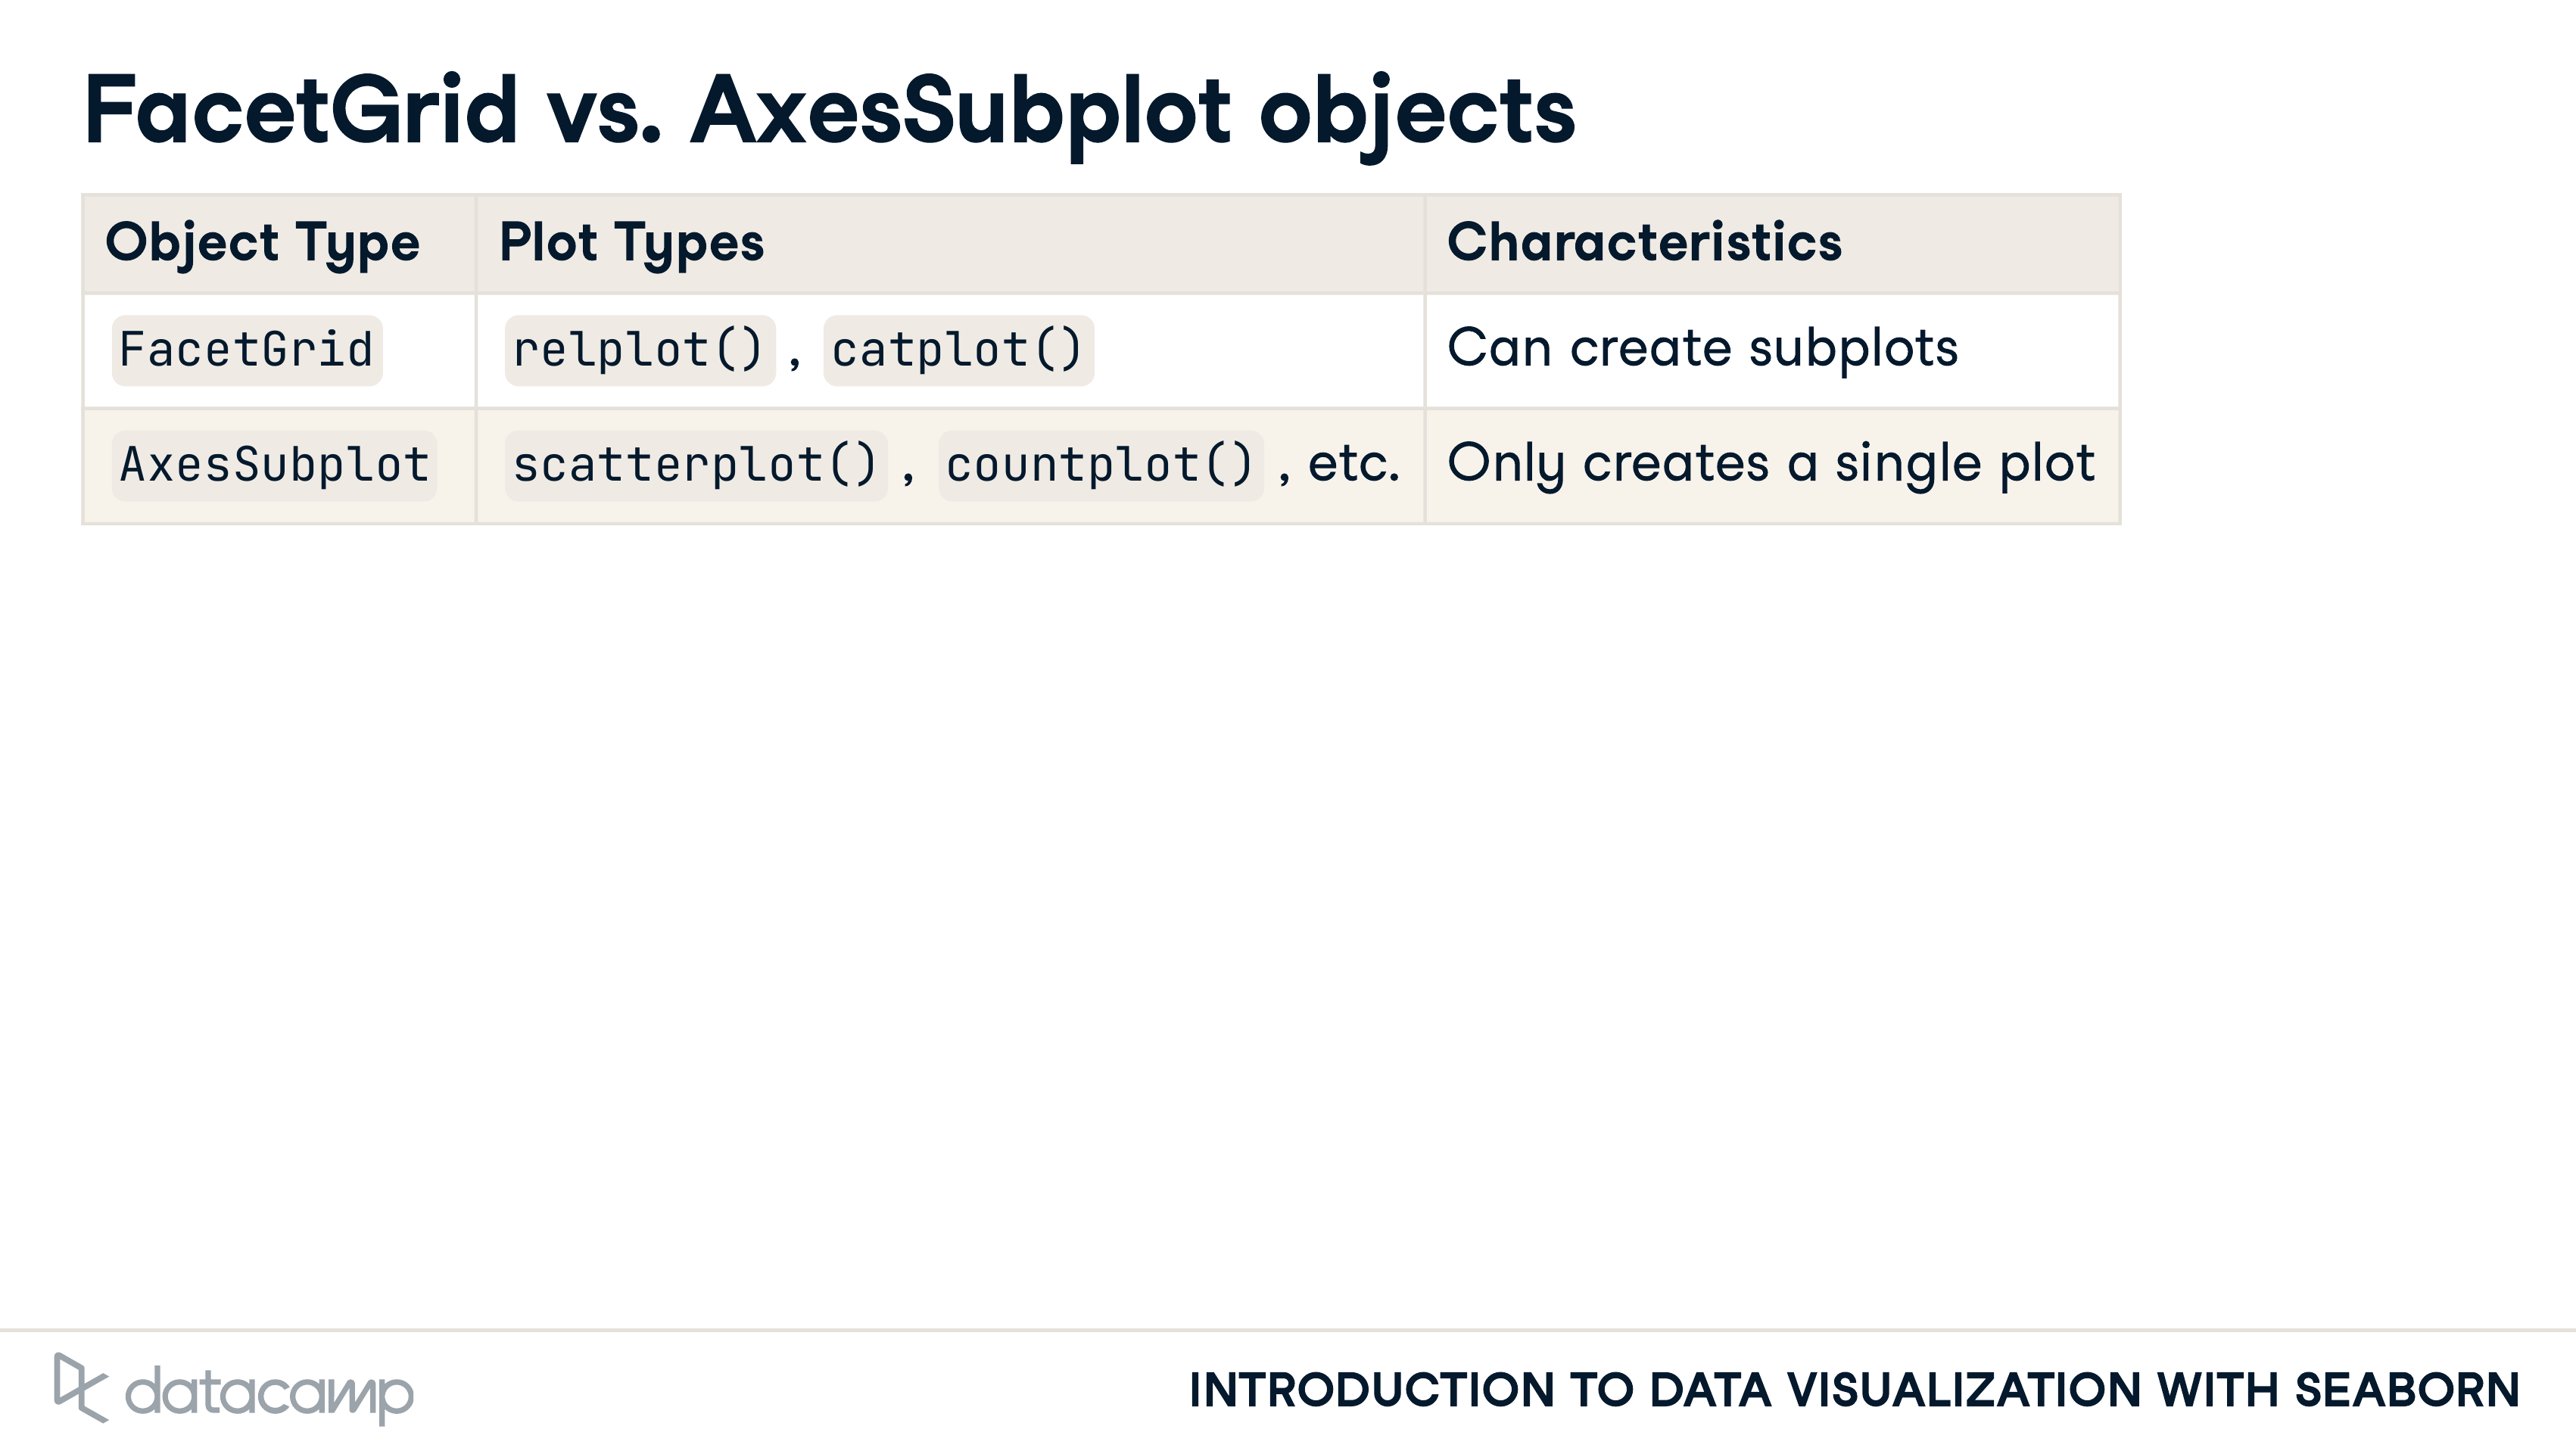 FacetGrid vs. AxesSubplot objects
Object Type Plot Types Characteristics
FacetGrid relplot() , catplot() Can create subplots
AxesSubplot scatterplot() , countplot() , etc. Only creates a single plot
datacamp INTRODUCTION TO DATA VISUALIZATION WITH SEABORN